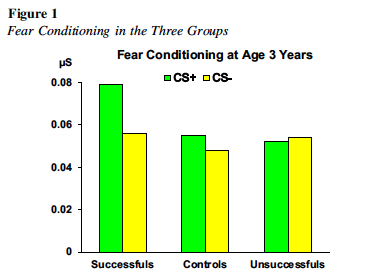 Figure 1
Fear Conditioning in the Three Groups
Fear Conditioning at Age 3 Years
µS
CS+ CS-
0.08
0.06
0.04
0.02
0
Successfuls Controls Unsuccessfuls